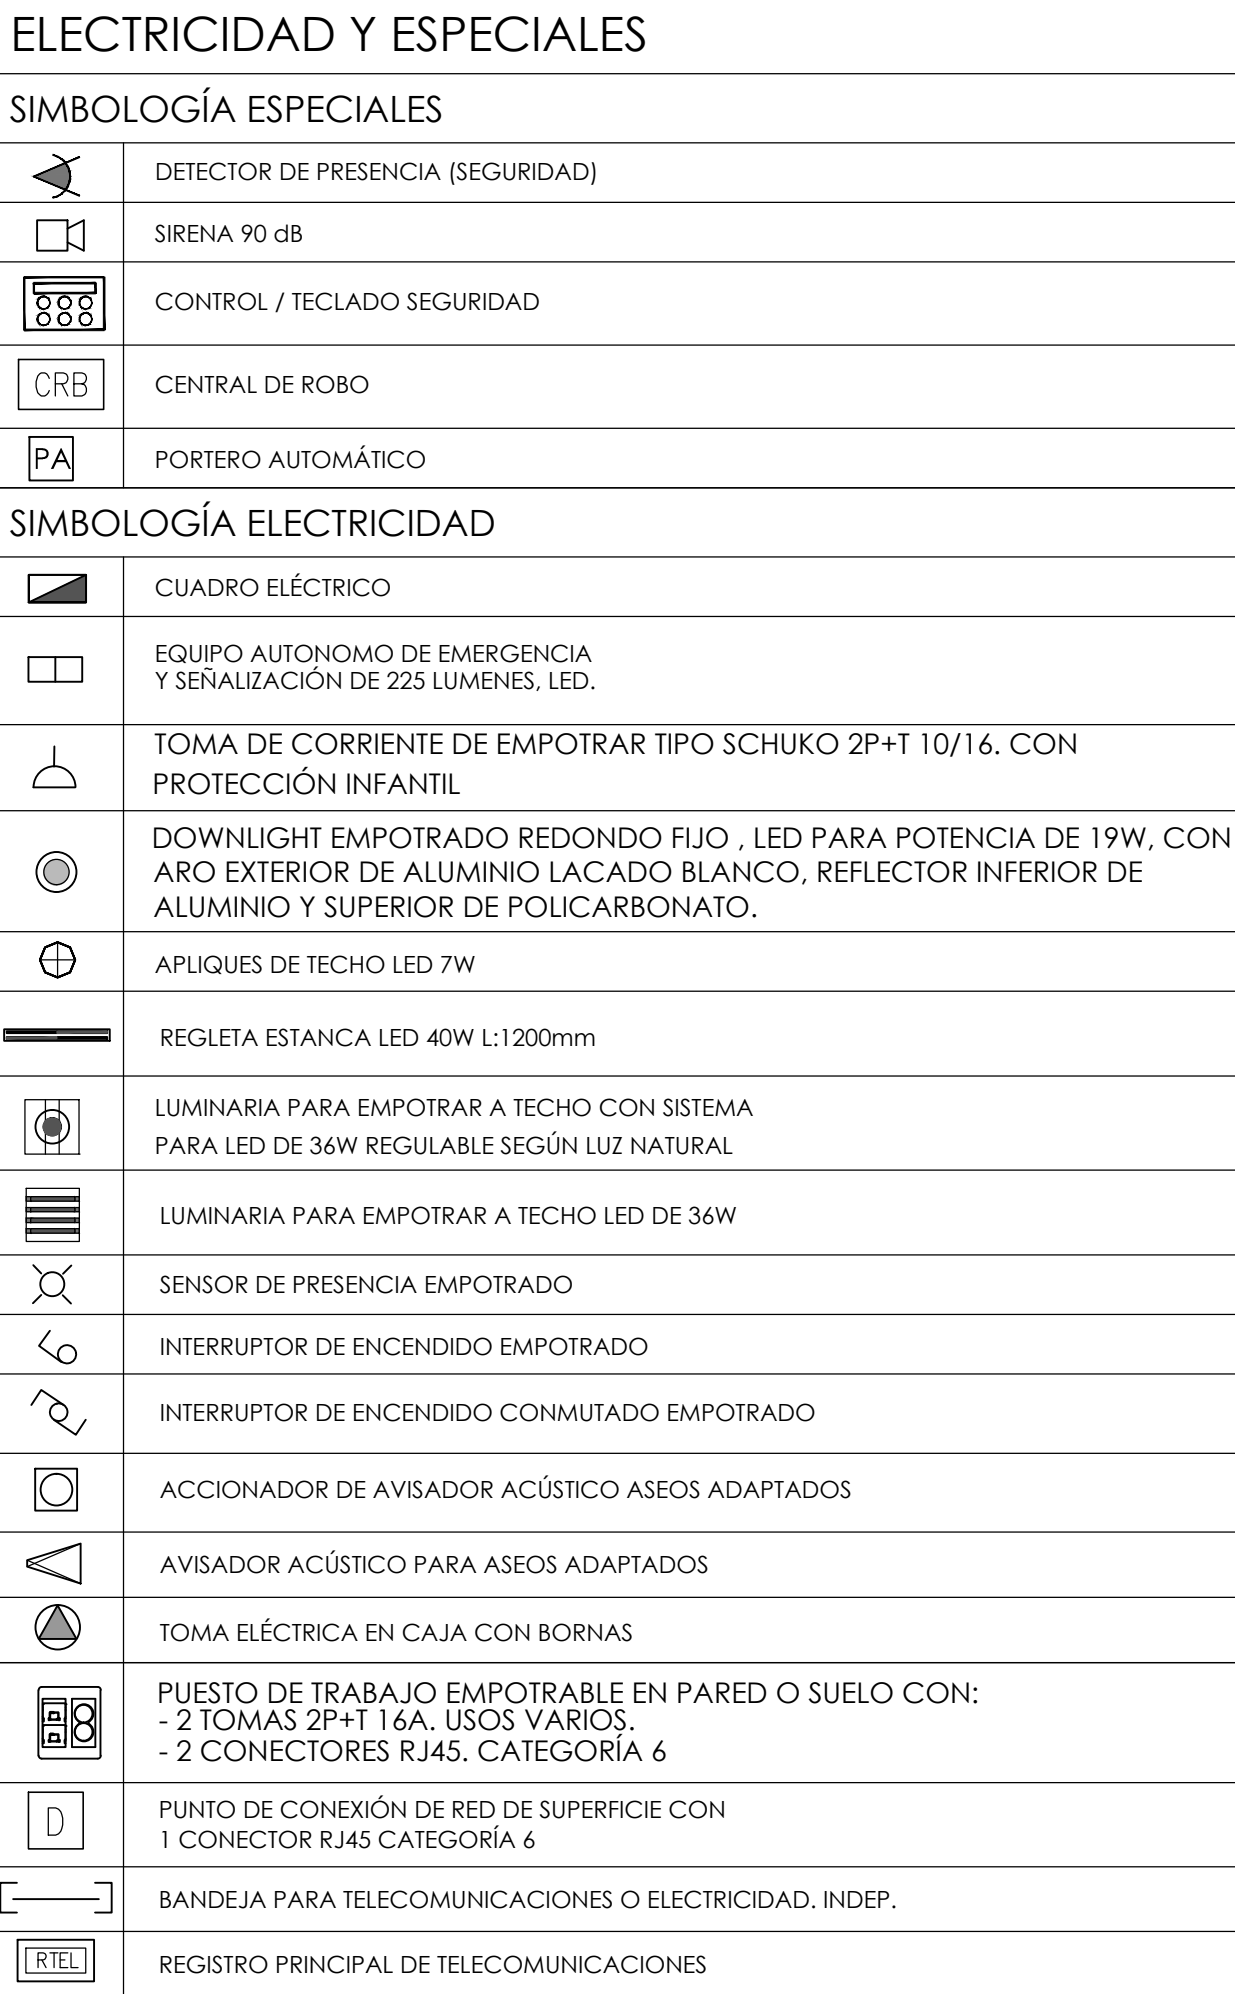 ELECTRICIDAD Y ESPECIALES
SIMBOLOGÍA ESPECIALES
DETECTOR DE PRESENCIA (SEGURIDAD)
SIRENA 90 dB
CONTROL / TECLADO SEGURIDAD
CRB
CENTRAL DE ROBO
PA
PORTERO AUTOMÁTICO
SIMBOLOGÍA ELECTRICIDAD
CUADRO ELÉCTRICO
EQUIPO AUTONOMO DE EMERGENCIA
Y SEÑALIZACIÓN DE 225 LUMENES, LED.
TOMA DE CORRIENTE DE EMPOTRAR TIPO SCHUKO 2P+T 10/16. CON
PROTECCIÓN INFANTIL
DOWNLIGHT EMPOTRADO REDONDO FIJO , LED PARA POTENCIA DE 19W, CON
ARO EXTERIOR DE ALUMINIO LACADO BLANCO, REFLECTOR INFERIOR DE
ALUMINIO Y SUPERIOR DE POLICARBONATO.
APLIQUES DE TECHO LED 7W
REGLETA ESTANCA LED 40W L:1200mm
LUMINARIA PARA EMPOTRAR A TECHO CON SISTEMA
PARA LED DE 36W REGULABLE SEGÚN LUZ NATURAL
LUMINARIA PARA EMPOTRAR A TECHO LED DE 36W
SENSOR DE PRESENCIA EMPOTRADO
INTERRUPTOR DE ENCENDIDO EMPOTRADO
INTERRUPTOR DE ENCENDIDO CONMUTADO EMPOTRADO
ACCIONADOR DE AVISADOR ACÚSTICO ASEOS ADAPTADOS
AVISADOR ACÚSTICO PARA ASEOS ADAPTADOS
TOMA ELÉCTRICA EN CAJA CON BORNAS
PUESTO DE TRABAJO EMPOTRABLE EN PARED O SUELO CON:
- 2 TOMAS 2P+T 16A. USOS VARIOS.
- 2 CONECTORES RJ45. CATEGORÍA 6
D
PUNTO DE CONEXIÓN DE RED DE SUPERFICIE CON
1 CONECTOR RJ45 CATEGORÍA 6
BANDEJA PARA TELECOMUNICACIONES O ELECTRICIDAD. INDEP.
RTEL
REGISTRO PRINCIPAL DE TELECOMUNICACIONES